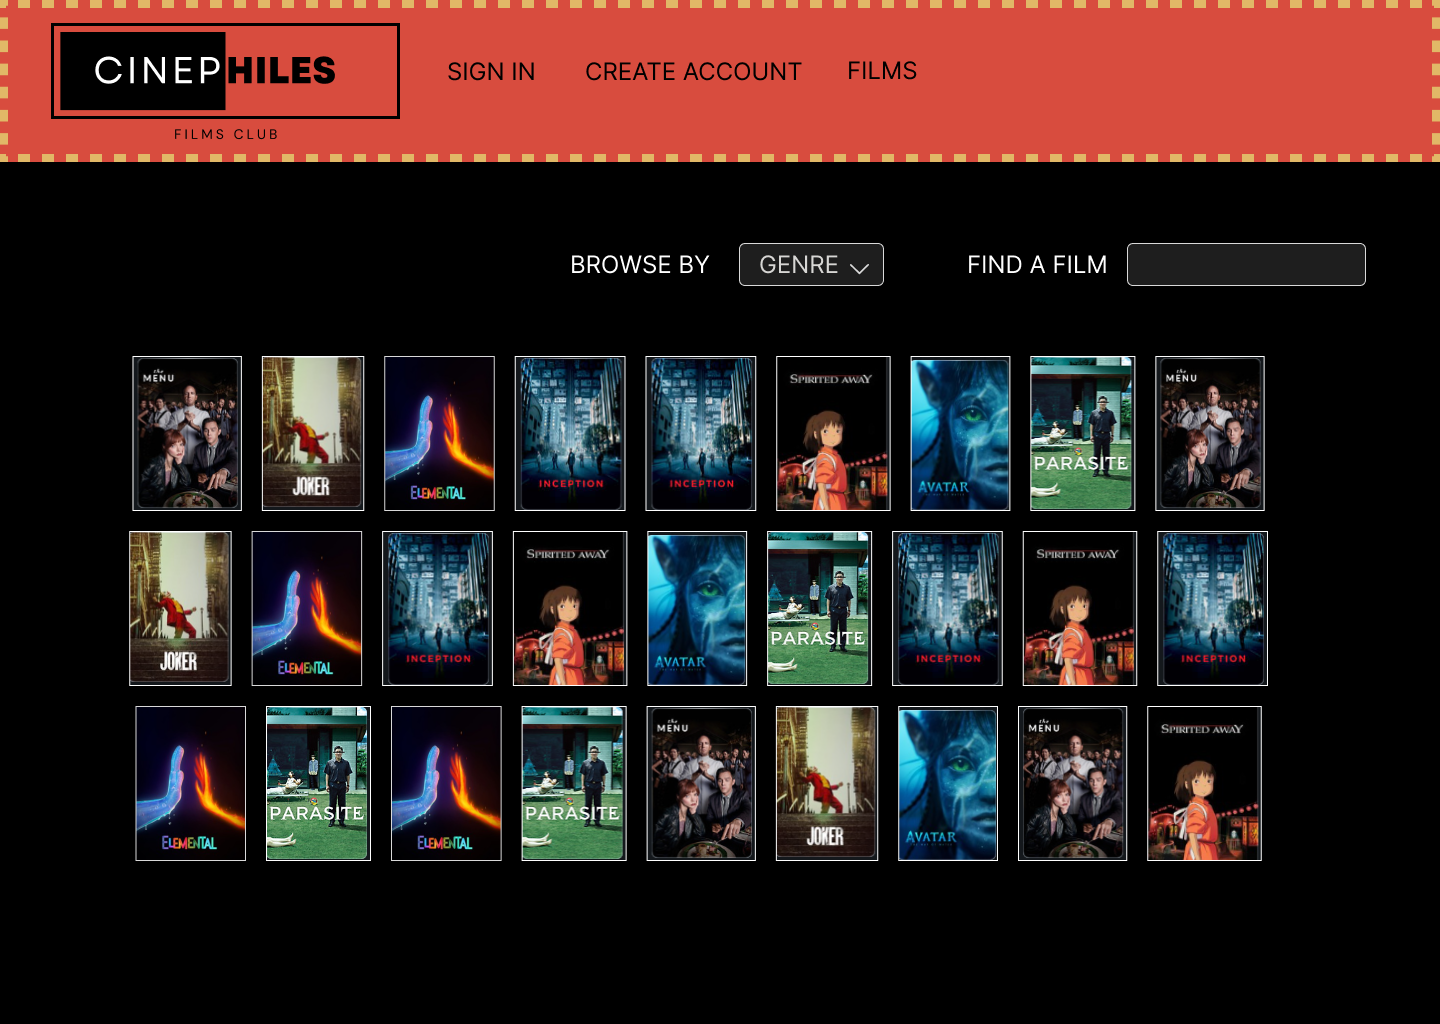 CINEPHILES
FILMS CLUB
SIGN IN
CREATE ACCOUNT
FILMS
BROWSE BY
GENRE
FIND A FILM
the MENU
JOKER
ELEMENTAL
INCEPTION
INCEPTION
SPIRITED AWAY
AVATAR
PARASITE
the MENU
JOKER
ELEMENTAL
INCEPTION
SPIRITED AWAY
AVATAR
PARASITE
INCEPTION
SPIRITED AWAY
INCEPTION
ELEMENTAL
PARASITE
ELEMENTAL
PARASITE
the MENU
JOKER
AVATAR
the MENU
SPIRITED AWAY